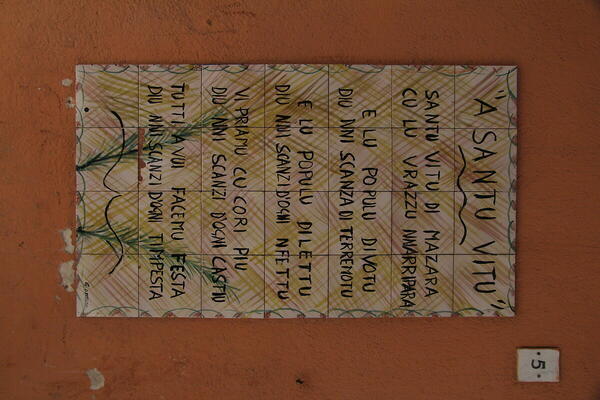 "A SANTU VITU"
SANTU VITU DI MAZARA
CU LU VRAZZU NNARRIPARA
E LU POPULU DIVOTU
DIU NNI SCANZA DI TERREMOTU
E LU POPULU DILETTU
DIU NNI SCANZI D'OGNI NFETTU
VI PRIAMU CU CORI PIU
DIU NNI SCANZI D'OGNI CASTIU
TUTTI A VUI FACEMU FESTA
DIU NNI SCANZI D'OGNI TIMPESTA
5